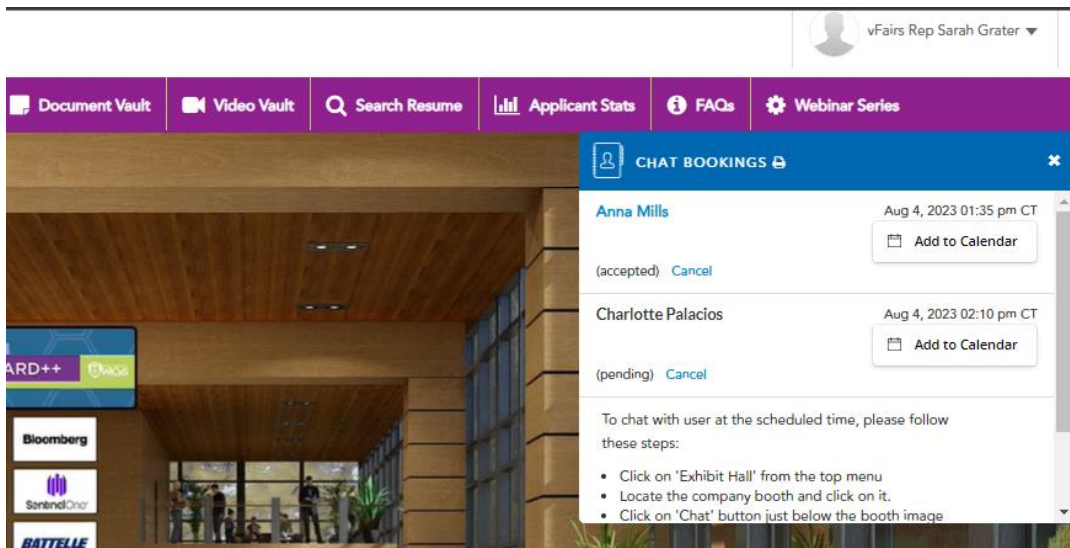 vFairs Rep Sarah Grater
Document Vault
Video Vault
Search Resume
Applicant Stats
FAQs
Webinar Series
CHAT BOOKINGS
Anna Mills
Aug 4, 2023 01:35 pm CT
Add to Calendar
(accepted) Cancel
Charlotte Palacios
Aug 4, 2023 02:10 pm CT
Add to Calendar
(pending) Cancel
To chat with user at the scheduled time, please follow
these steps:
• Click on 'Exhibit Hall' from the top menu
• Locate the company booth and click on it.
• Click on 'Chat' button just below the booth image
ARD++
Bloomberg
SentinelOne
BATTELLE